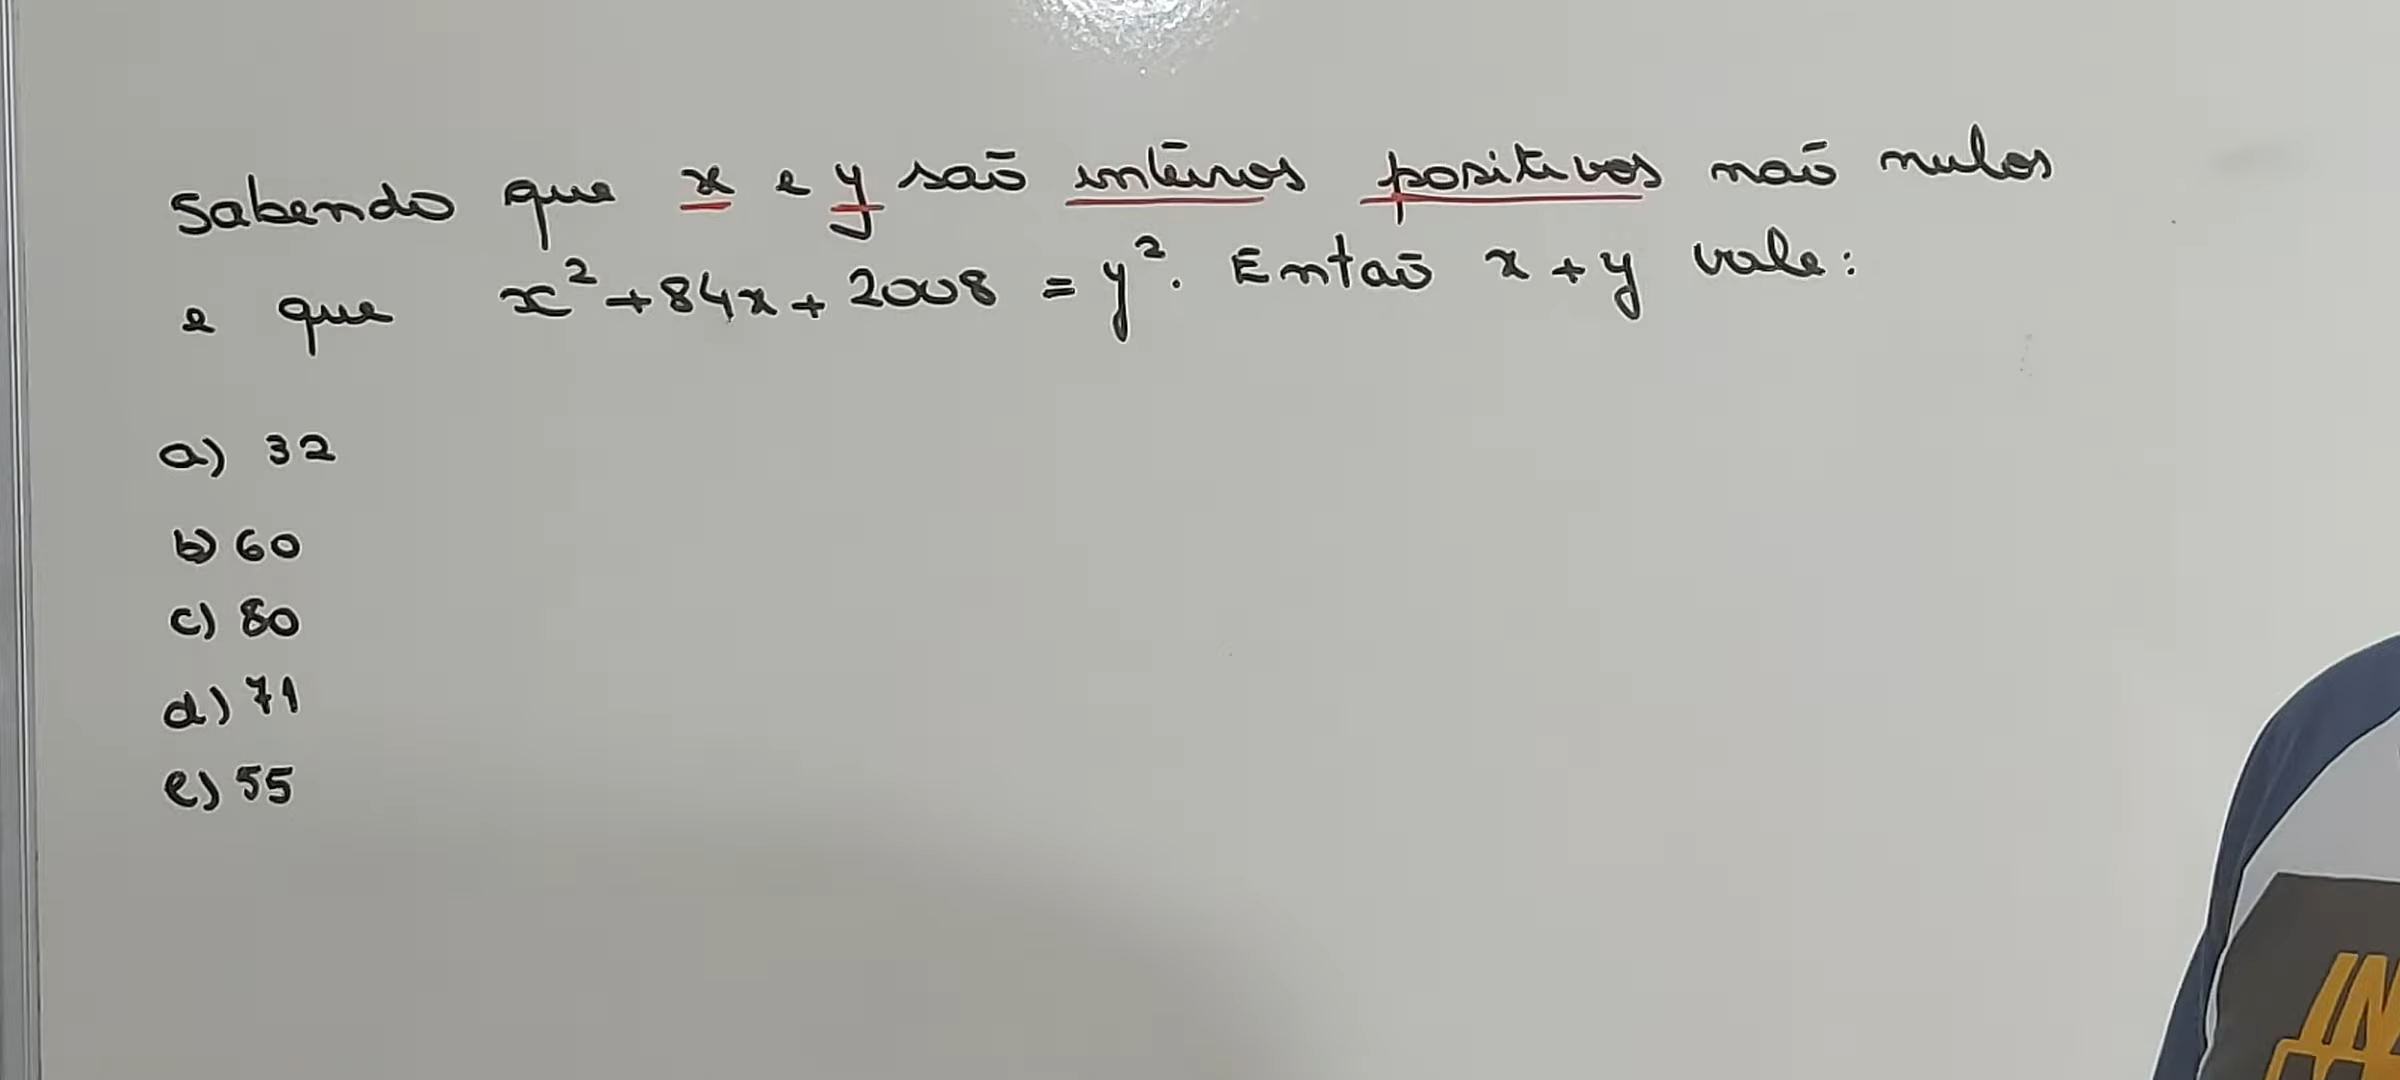 Sabendo que x e y são inteiros positivos não nulos
e que x² + 84x + 2008 = y². Então x + y vale:
a) 32
b) 60
c) 80
d) 71
e) 55
IN